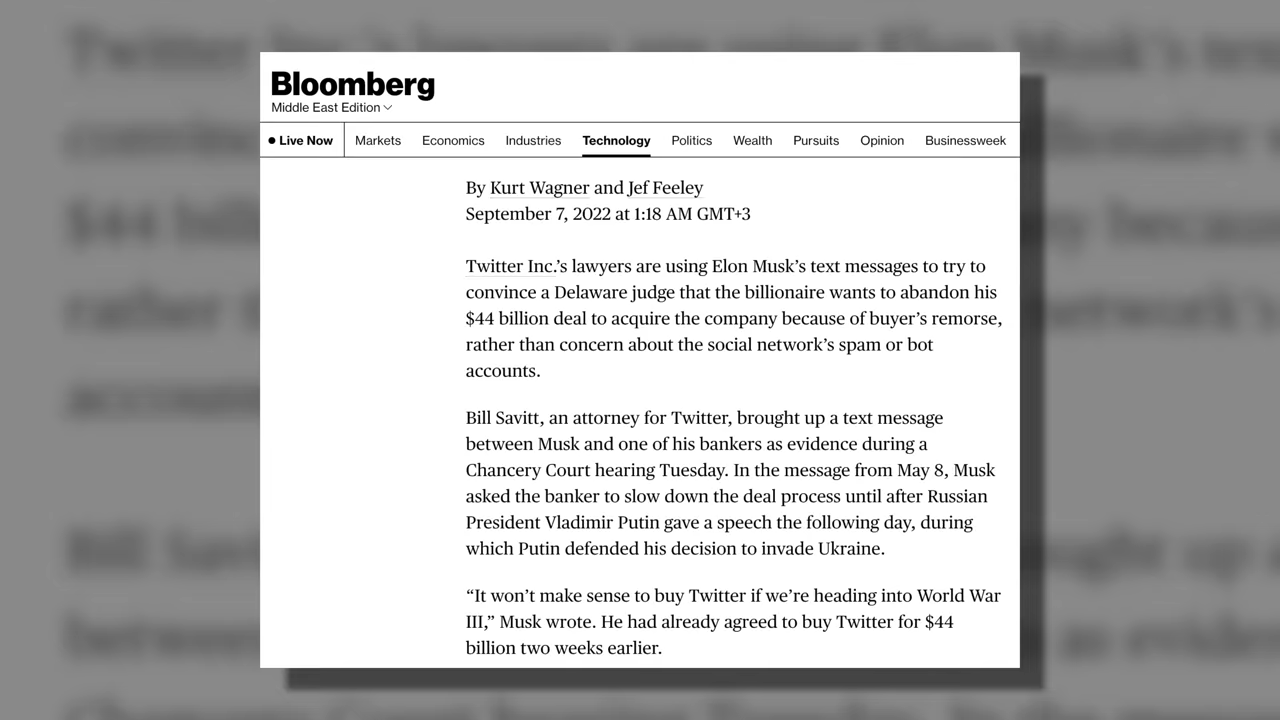 Bloomberg
Middle East Edition
Live Now Markets Economics Industries Technology Politics Wealth Pursuits Opinion Businessweek
By Kurt Wagner and Jef Feeley
September 7, 2022 at 1:18 AM GMT+3
Twitter Inc.’s lawyers are using Elon Musk’s text messages to try to
convince a Delaware judge that the billionaire wants to abandon his
$44 billion deal to acquire the company because of buyer’s remorse,
rather than concern about the social network’s spam or bot
accounts.
Bill Savitt, an attorney for Twitter, brought up a text message
between Musk and one of his bankers as evidence during a
Chancery Court hearing Tuesday. In the message from May 8, Musk
asked the banker to slow down the deal process until after Russian
President Vladimir Putin gave a speech the following day, during
which Putin defended his decision to invade Ukraine.
“It won’t make sense to buy Twitter if we’re heading into World War
III,” Musk wrote. He had already agreed to buy Twitter for $44
billion two weeks earlier.